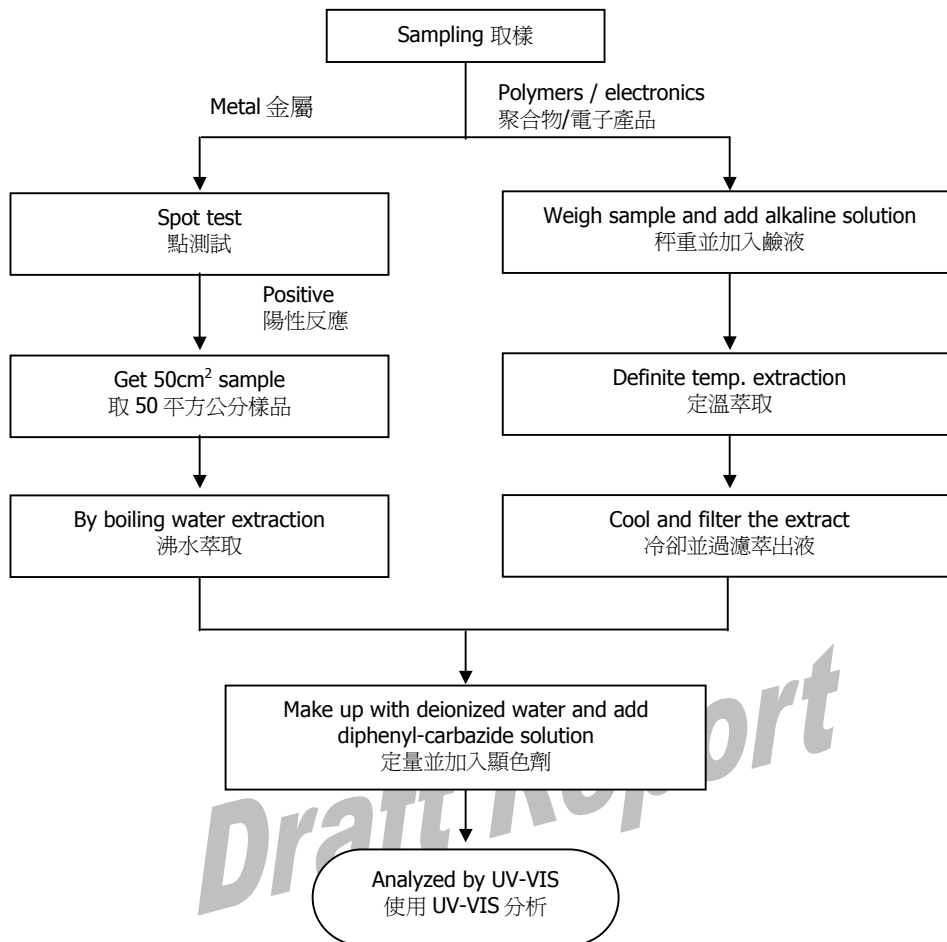 Sampling 取樣
Metal 金屬
Polymers / electronics
聚合物/電子產品
Spot test
點測試
Weigh sample and add alkaline solution
秤重並加入鹼液
Positive
陽性反應
Get 50cm² sample
取 50 平方公分樣品
Definite temp. extraction
定溫萃取
By boiling water extraction
沸水萃取
Cool and filter the extract
冷卻並過濾萃出液
Make up with deionized water and add
diphenyl-carbazide solution
定量並加入顯色劑
Draft Report
Analyzed by UV-VIS
使用 UV-VIS 分析